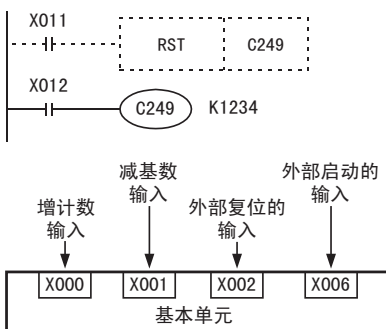 X011
RST C249
X012
C249 K1234
增计数
输入
减基数
输入
外部复位的
输入
外部启动的
输入
X000 X001 X002 X006
基本单元